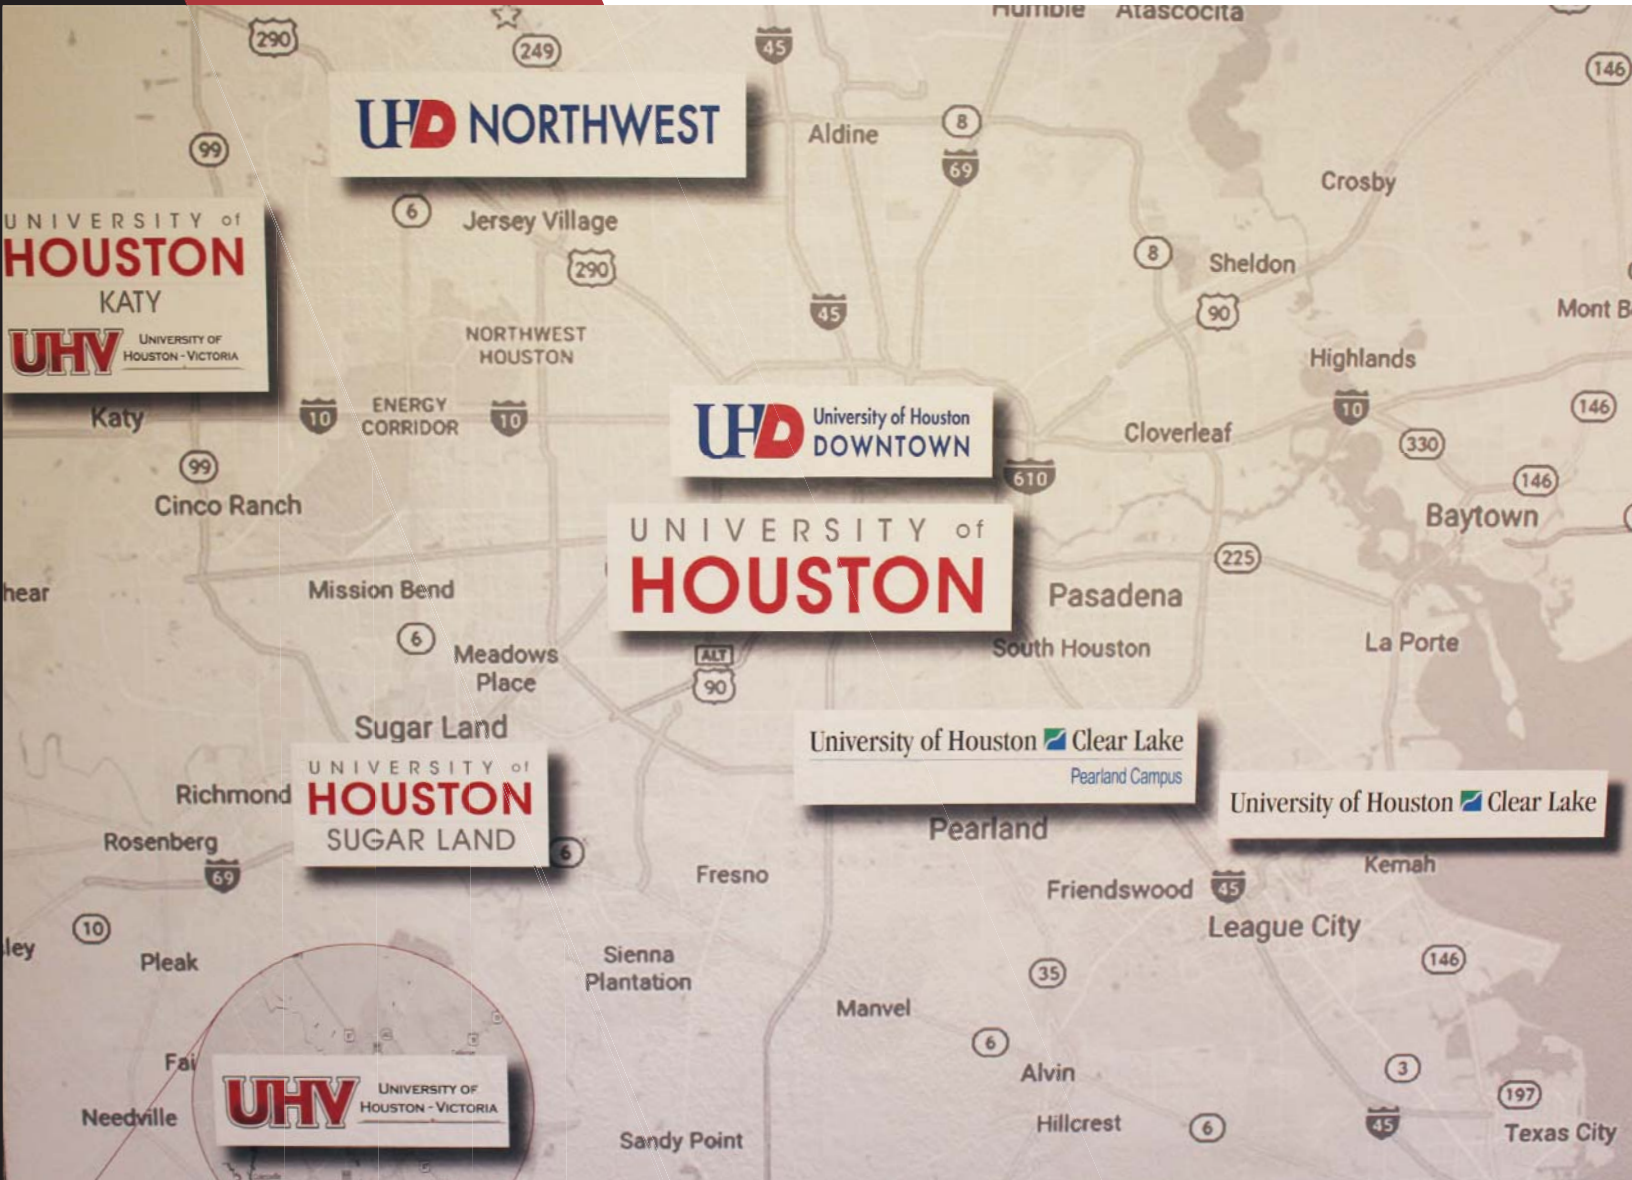 Humble Atascocita
290
249
45
146
UHD NORTHWEST
Aldine
8
99
69
Crosby
6
Jersey Village
UNIVERSITY of
HOUSTON
KATY
UHV UNIVERSITY OF
HOUSTON - VICTORIA
290
8
Sheldon
45
90
Mont B
NORTHWEST
HOUSTON
Highlands
Katy
10
ENERGY
CORRIDOR
10
UHD University of Houston
DOWNTOWN
10
146
Cloverleaf
330
99
610
146
Cinco Ranch
Baytown
UNIVERSITY of
HOUSTON
225
hear
Mission Bend
Pasadena
6
Meadows
Place
ALT
90
South Houston
La Porte
Sugar Land
UNIVERSITY of
HOUSTON
SUGAR LAND
University of Houston Clear Lake
Pearland Campus
University of Houston Clear Lake
Richmond
Rosenberg
69
6
Pearland
Fresno
Kemah
Friendswood
45
League City
10
ley
Pleak
Sienna
Plantation
35
146
Manvel
6
Fai
Alvin
3
197
UHV UNIVERSITY OF
HOUSTON - VICTORIA
Needville
Sandy Point
Hillcrest
6
45
Texas City